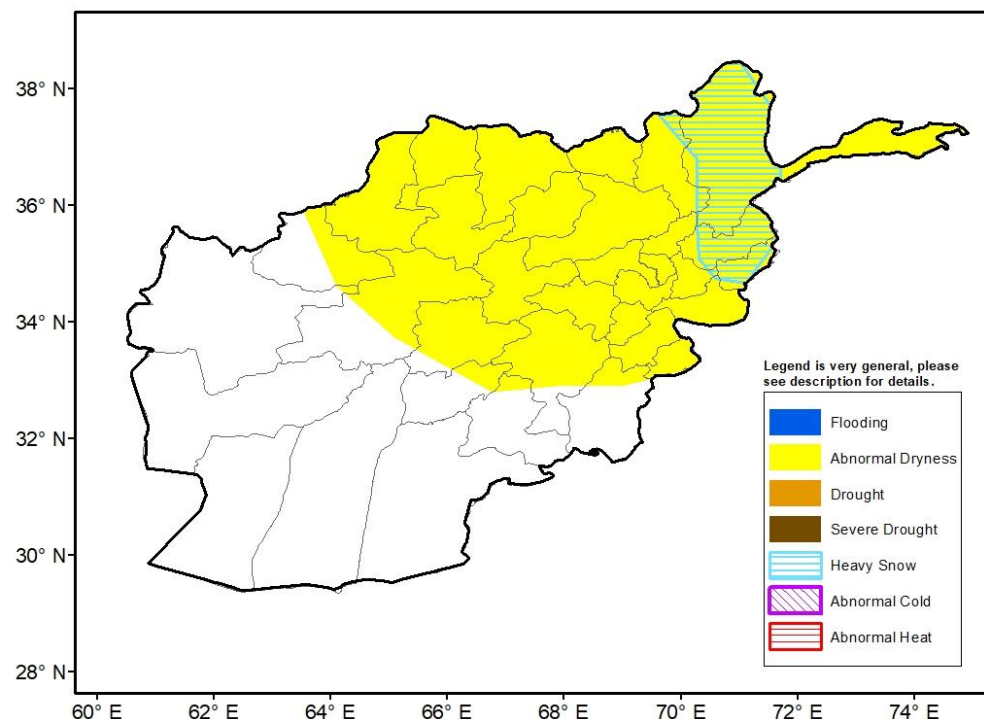 38° N
36° N
34° N
32° N
30° N
28° N
60° E
62° E
64° E
66° E
68° E
70° E
72° E
74° E
Legend is very general, please
see description for details.
Flooding
Abnormal Dryness
Drought
Severe Drought
Heavy Snow
Abnormal Cold
Abnormal Heat